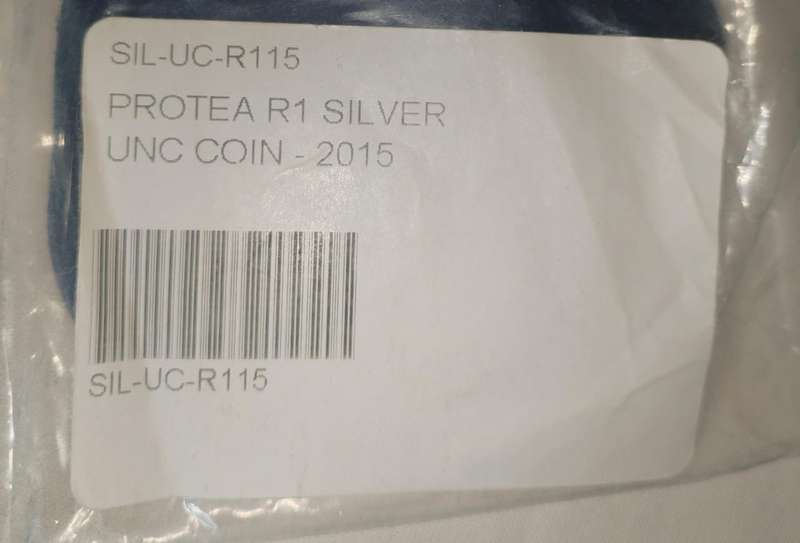 SIL-UC-R115
PROTEA R1 SILVER
UNC COIN - 2015
SIL-UC-R115